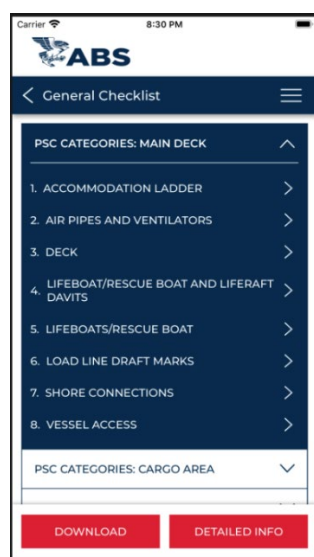 Carrier 8:30 PM
ABS
General Checklist
PSC CATEGORIES: MAIN DECK
1. ACCOMMODATION LADDER
2. AIR PIPES AND VENTILATORS
3. DECK
4. LIFEBOAT/RESCUE BOAT AND LIFERAFT
DAVITS
5. LIFEBOATS/RESCUE BOAT
6. LOAD LINE DRAFT MARKS
7. SHORE CONNECTIONS
8. VESSEL ACCESS
PSC CATEGORIES: CARGO AREA
DOWNLOAD DETAILED INFO